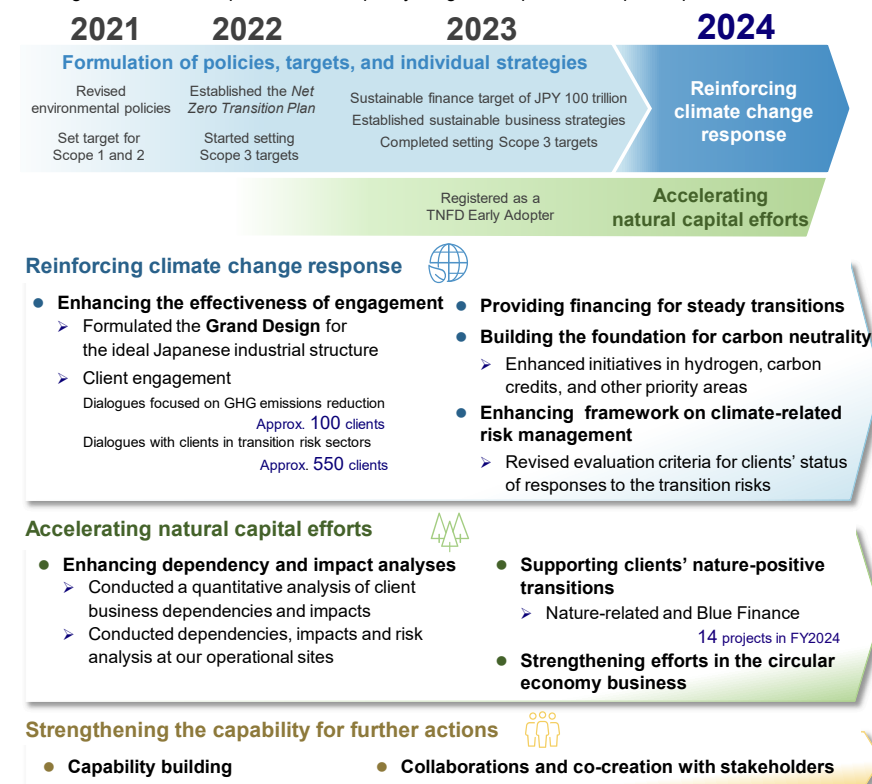 2021 2022 2023 2024
Formulation of policies, targets, and individual strategies
Revised
environmental policies
Set target for
Scope 1 and 2
Established the Net
Zero Transition Plan
Started setting
Scope 3 targets
Sustainable finance target of JPY 100 trillion
Established sustainable business strategies
Completed setting Scope 3 targets
Reinforcing
climate change
response
Registered as a
TNFD Early Adopter
Accelerating
natural capital efforts
Reinforcing climate change response
● Enhancing the effectiveness of engagement
➢ Formulated the Grand Design for
the ideal Japanese industrial structure
➢ Client engagement
Dialogues focused on GHG emissions reduction
Approx. 100 clients
Dialogues with clients in transition risk sectors
Approx. 550 clients
● Providing financing for steady transitions
● Building the foundation for carbon neutrality
➢ Enhanced initiatives in hydrogen, carbon
credits, and other priority areas
● Enhancing framework on climate-related
risk management
➢ Revised evaluation criteria for clients' status
of responses to the transition risks
Accelerating natural capital efforts
● Enhancing dependency and impact analyses
➢ Conducted a quantitative analysis of client
business dependencies and impacts
➢ Conducted dependencies, impacts and risk
analysis at our operational sites
● Supporting clients' nature-positive
transitions
➢ Nature-related and Blue Finance
14 projects in FY2024
● Strengthening efforts in the circular
economy business
Strengthening the capability for further actions
● Capability building
● Collaborations and co-creation with stakeholders